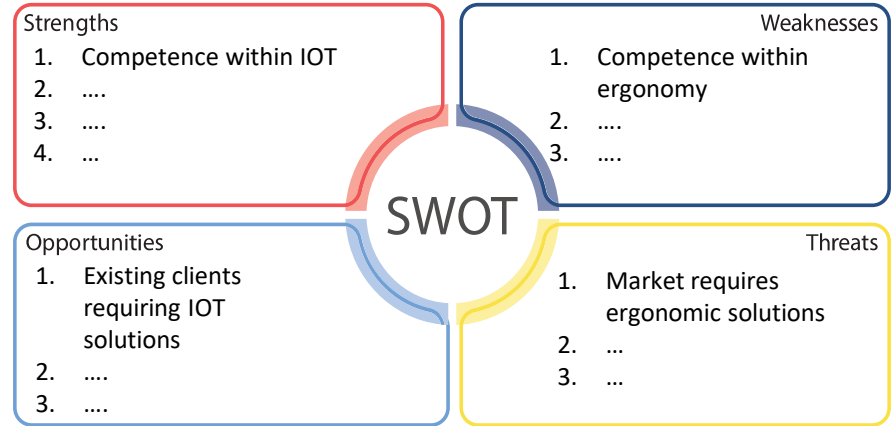 Strengths
1. Competence within IOT
2. ....
3. ....
4. ...
Weaknesses
1. Competence within
ergonomy
2. ....
3. ....
SWOT
Opportunities
1. Existing clients
requiring IOT
solutions
2. ....
3. ....
Threats
1. Market requires
ergonomic solutions
2. ...
3. ...